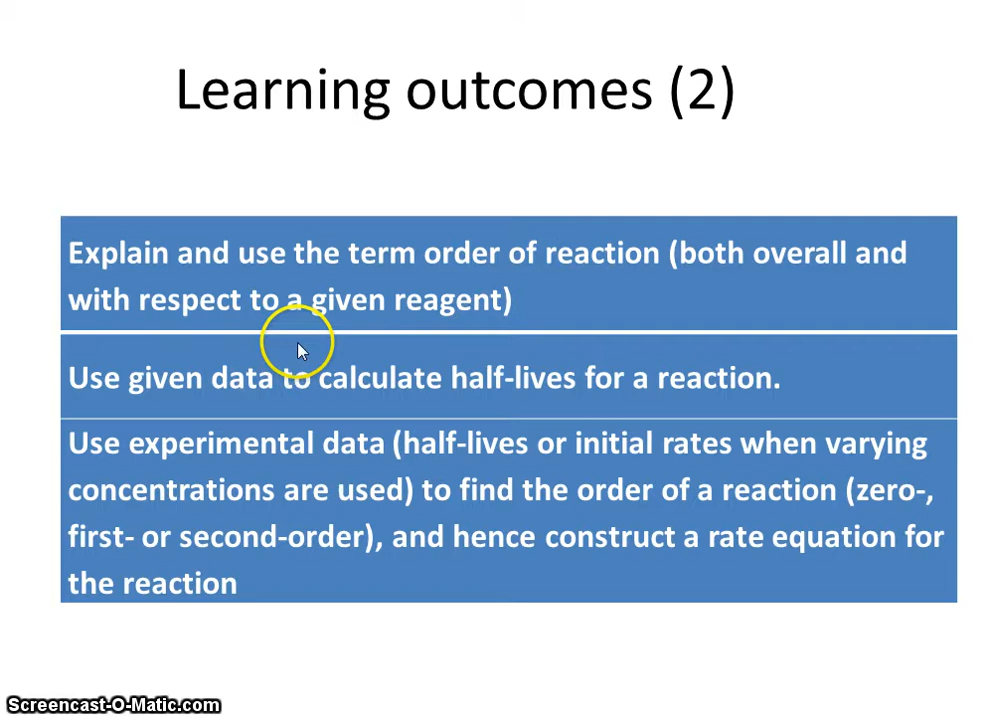 Learning outcomes (2)
Explain and use the term order of reaction (both overall and
with respect to a given reagent)
Use given data to calculate half-lives for a reaction.
Use experimental data (half-lives or initial rates when varying
concentrations are used) to find the order of a reaction (zero-,
first- or second-order), and hence construct a rate equation for
the reaction
Screencast-O-Matic.com